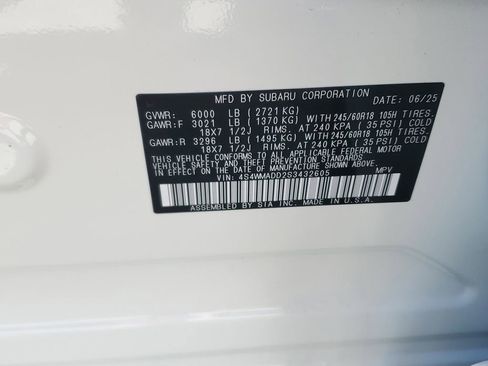 MFD BY SUBARU CORPORATION DATE: 06/25
GVWR: 6000 LB (2721 KG)
GAWR:F 3021 LB (1370 KG) WITH 245/60R18 105H TIRES.
18X7 1/2J RIMS. AT 240 KPA (35 PSI) COLD
GAWR:R 3296 LB (1495 KG) WITH 245/60R18 105H TIRES.
18X7 1/2J RIMS. AT 240 KPA (35 PSI) COLD
THIS VEHICLE CONFORMS TO ALL APPLICABLE FEDERAL MOTOR
VEHICLE SAFETY AND THEFT PREVENTION STANDARDS
IN EFFECT ON THE DATE OF MANUFACTURE SHOWN ABOVE.
VIN: 4S4WMADD2S3432605 MPV
ASSEMBLED BY SIA INC. MADE IN U.S.A.